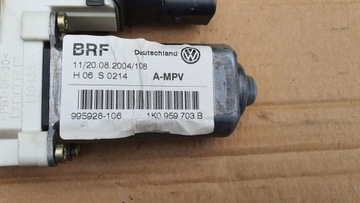 BRF Deutschland
11/20.08.2004/108
H 06 S 0214 A-MPV
995928-106 1K0 959 703 B